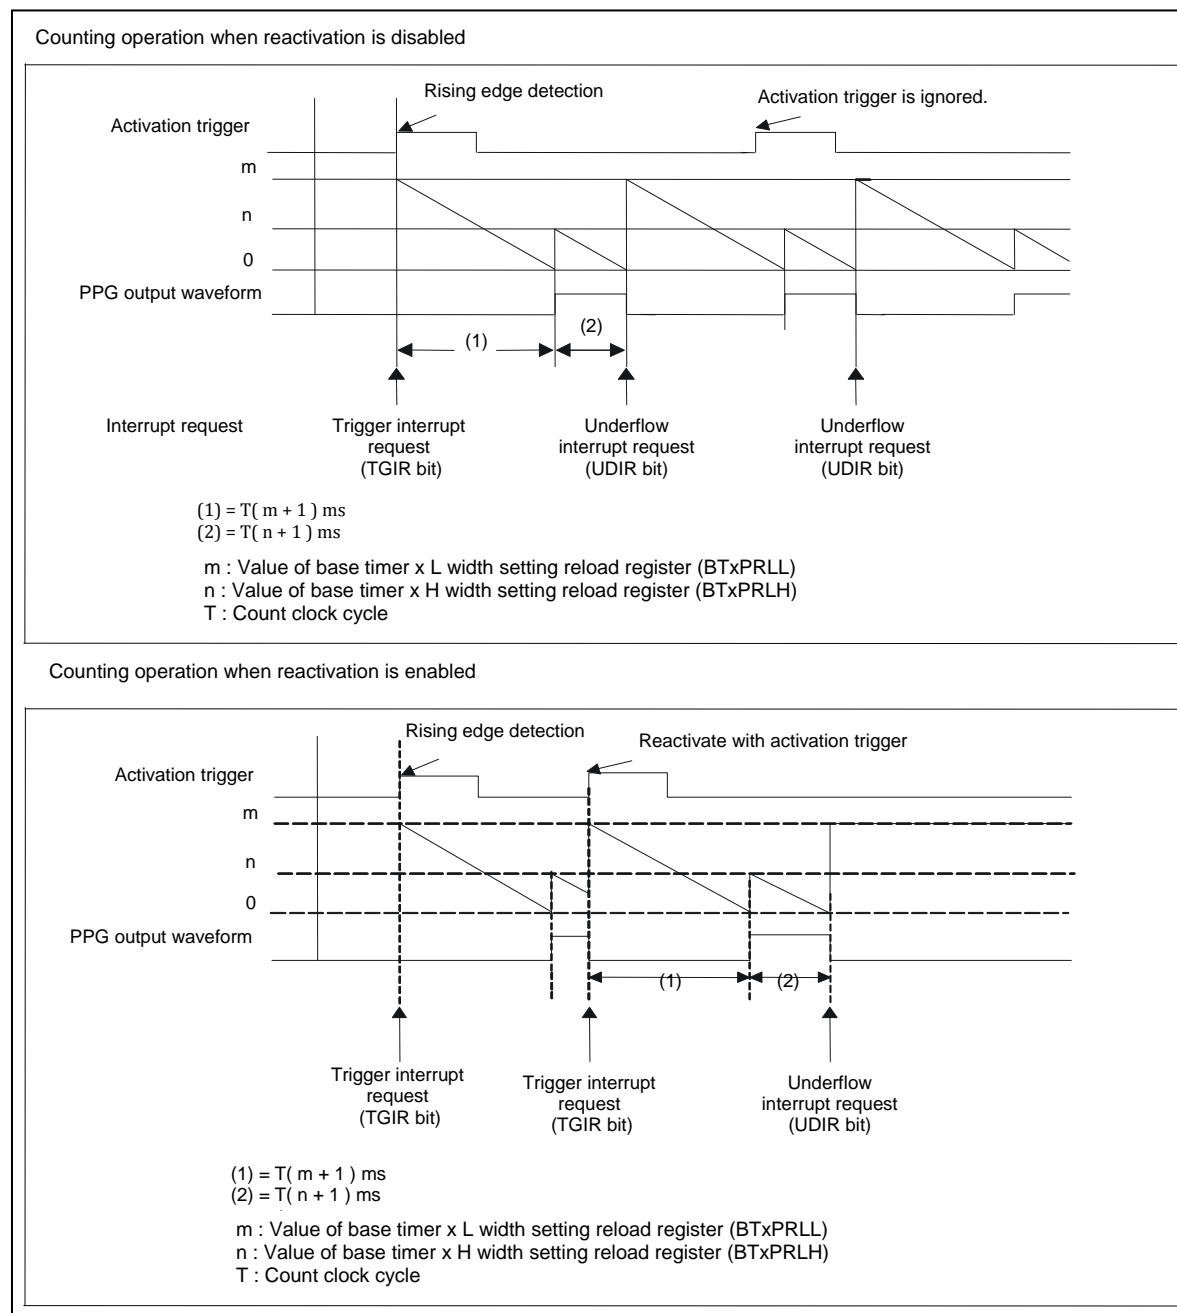 Counting operation when reactivation is disabled
Rising edge detection
Activation trigger is ignored.
Activation trigger
m
n
0
PPG output waveform
(1)
(2)
Interrupt request
Trigger interrupt
request
(TGIR bit)
Underflow
interrupt request
(UDIR bit)
Underflow
interrupt request
(UDIR bit)
(1) = T( m + 1 ) ms
(2) = T( n + 1 ) ms
m : Value of base timer x L width setting reload register (BTxPRLL)
n : Value of base timer x H width setting reload register (BTxPRLH)
T : Count clock cycle
Counting operation when reactivation is enabled
Rising edge detection
Reactivate with activation trigger
Activation trigger
m
n
0
PPG output waveform
(1)
(2)
Trigger interrupt
request
(TGIR bit)
Trigger interrupt
request
(TGIR bit)
Underflow
interrupt request
(UDIR bit)
(1) = T( m + 1 ) ms
(2) = T( n + 1 ) ms
m : Value of base timer x L width setting reload register (BTxPRLL)
n : Value of base timer x H width setting reload register (BTxPRLH)
T : Count clock cycle